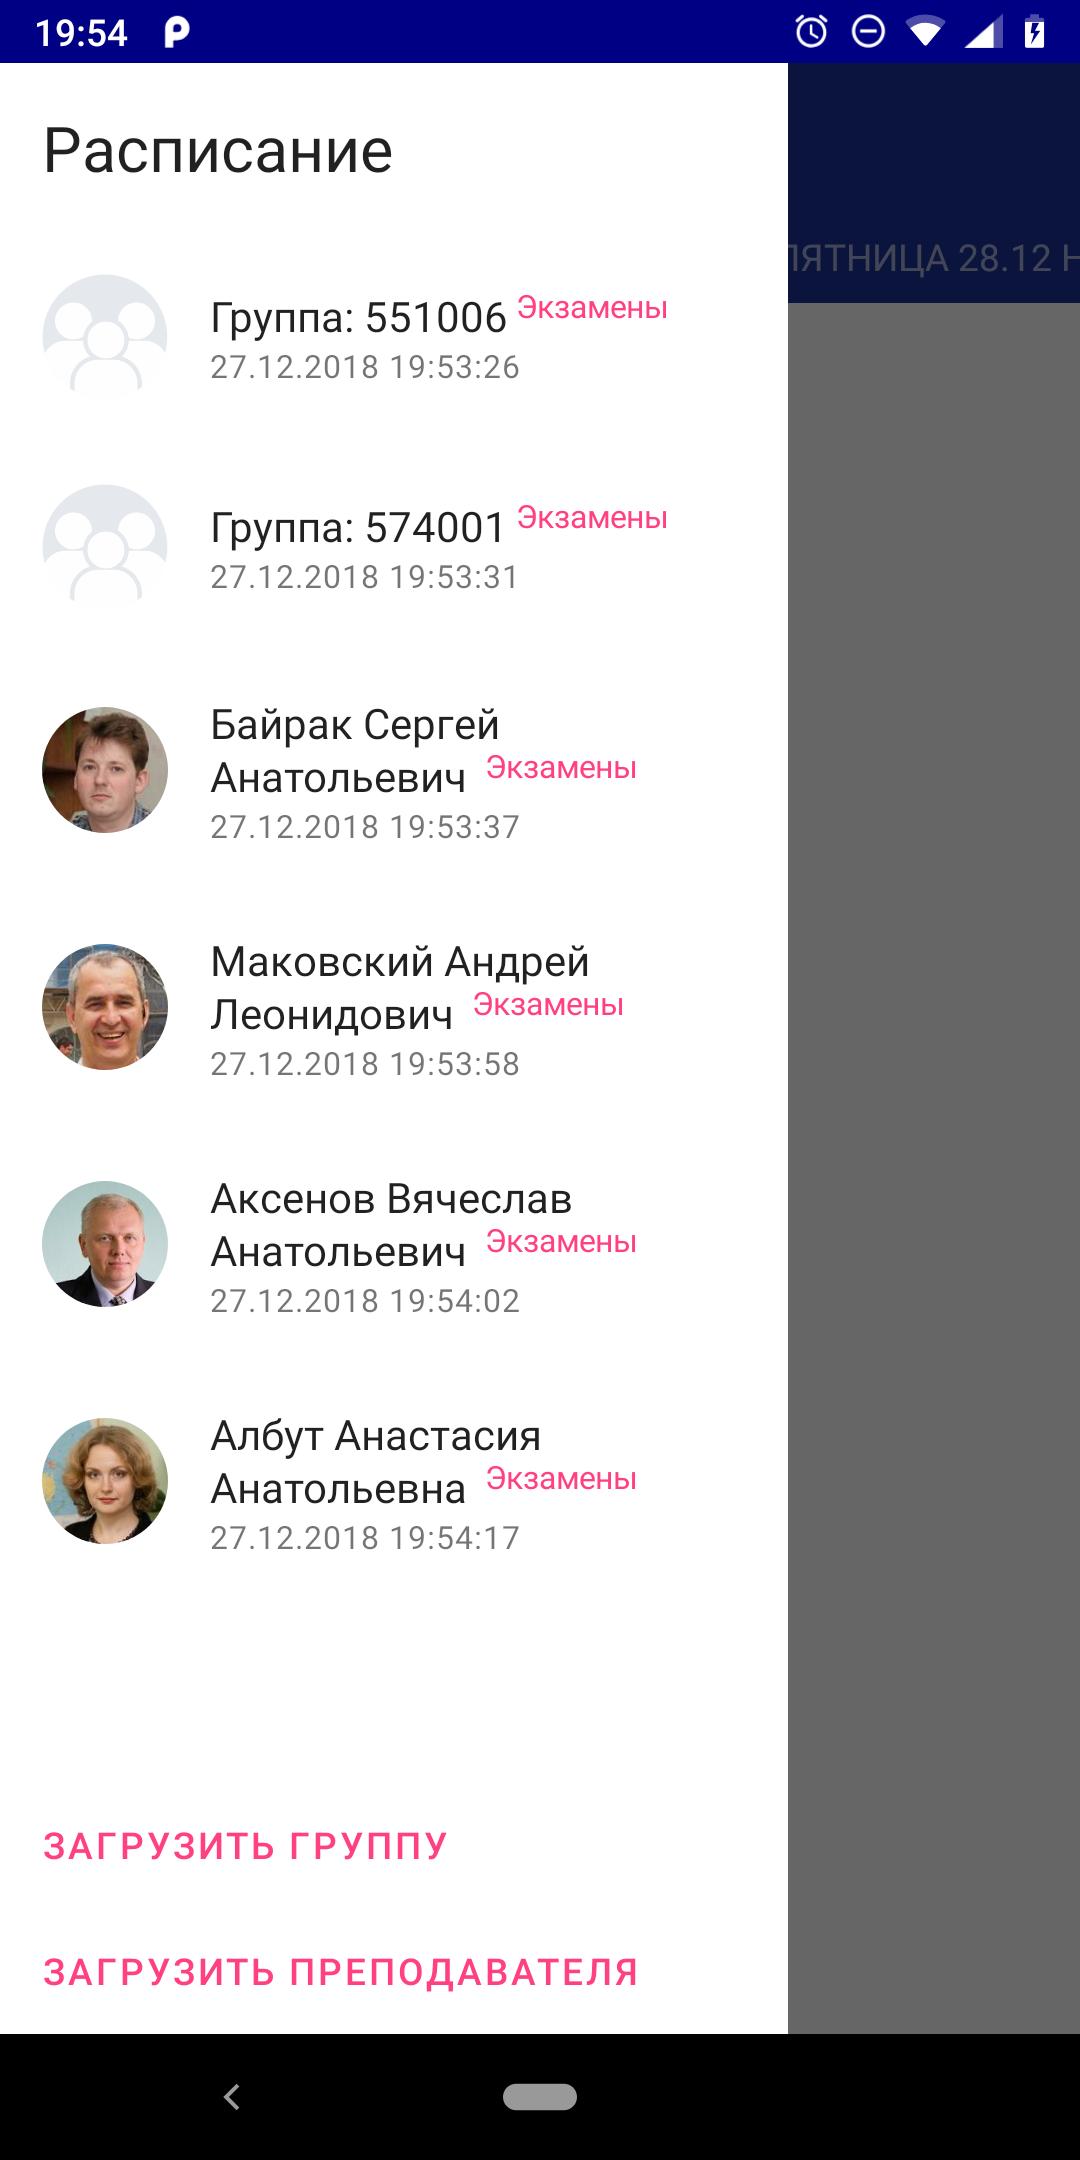 19:54
Расписание
ПЯТНИЦА 28.12 Н
Группа: 551006 Экзамены
27.12.2018 19:53:26
Группа: 574001 Экзамены
27.12.2018 19:53:31
Байрак Сергей
Анатольевич Экзамены
27.12.2018 19:53:37
Маковский Андрей
Леонидович Экзамены
27.12.2018 19:53:58
Аксенов Вячеслав
Анатольевич Экзамены
27.12.2018 19:54:02
Албут Анастасия
Анатольевна Экзамены
27.12.2018 19:54:17
ЗАГРУЗИТЬ ГРУППУ
ЗАГРУЗИТЬ ПРЕПОДАВАТЕЛЯ